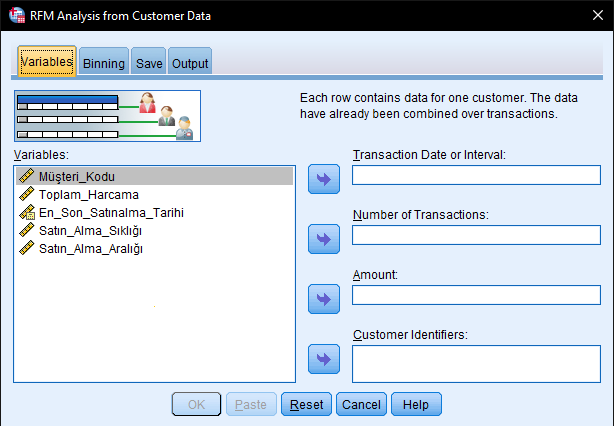 RFM Analysis from Customer Data
Variables Binning Save Output
Each row contains data for one customer. The data
have already been combined over transactions.
Variables:
Müşteri_Kodu
Toplam_Harcama
En_Son_Satınalma_Tarihi
Satın_Alma_Sıklığı
Satın_Alma_Aralığı
Transaction Date or Interval:
Number of Transactions:
Amount:
Customer Identifiers:
OK Paste Reset Cancel Help